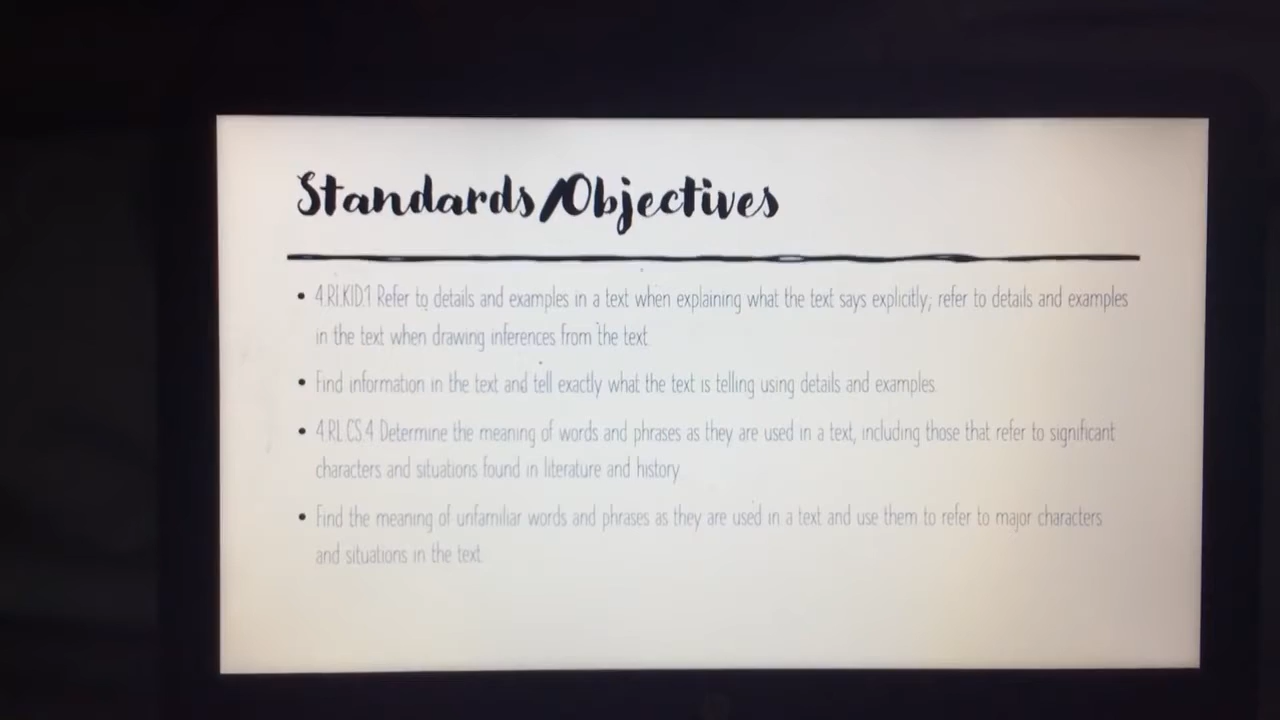 Standards/Objectives
• 4.RI.KID.1 Refer to details and examples in a text when explaining what the text says explicitly; refer to details and examples
in the text when drawing inferences from the text.
• Find information in the text and tell exactly what the text is telling using details and examples.
• 4.RL.CS.4 Determine the meaning of words and phrases as they are used in a text, including those that refer to significant
characters and situations found in literature and history
• Find the meaning of unfamiliar words and phrases as they are used in a text and use them to refer to major characters
and situations in the text.